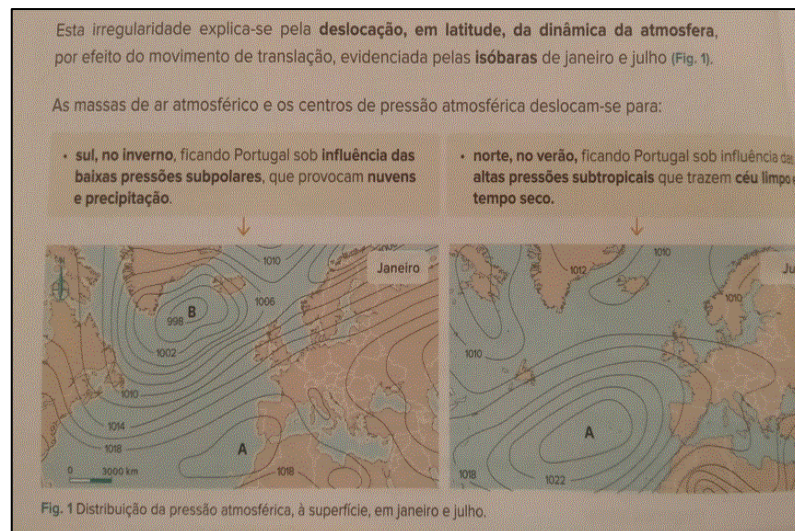 Esta irregularidade explica-se pela deslocação, em latitude, da dinâmica da atmosfera,
por efeito do movimento de translação, evidenciada pelas isóbaras de janeiro e julho (Fig. 1).
As massas de ar atmosférico e os centros de pressão atmosférica deslocam-se para:
• sul, no inverno, ficando Portugal sob influência das
baixas pressões subpolares, que provocam nuvens
e precipitação.
• norte, no verão, ficando Portugal sob influência das
altas pressões subtropicais que trazem céu limpo e
tempo seco.
Janeiro
1010
1006
B
998
1002
1010
1014
1018
A
1018
0 3000 km
Ju
1012
1010
1010
1010
A
1018
1022
Fig. 1 Distribuição da pressão atmosférica, à superfície, em janeiro e julho.